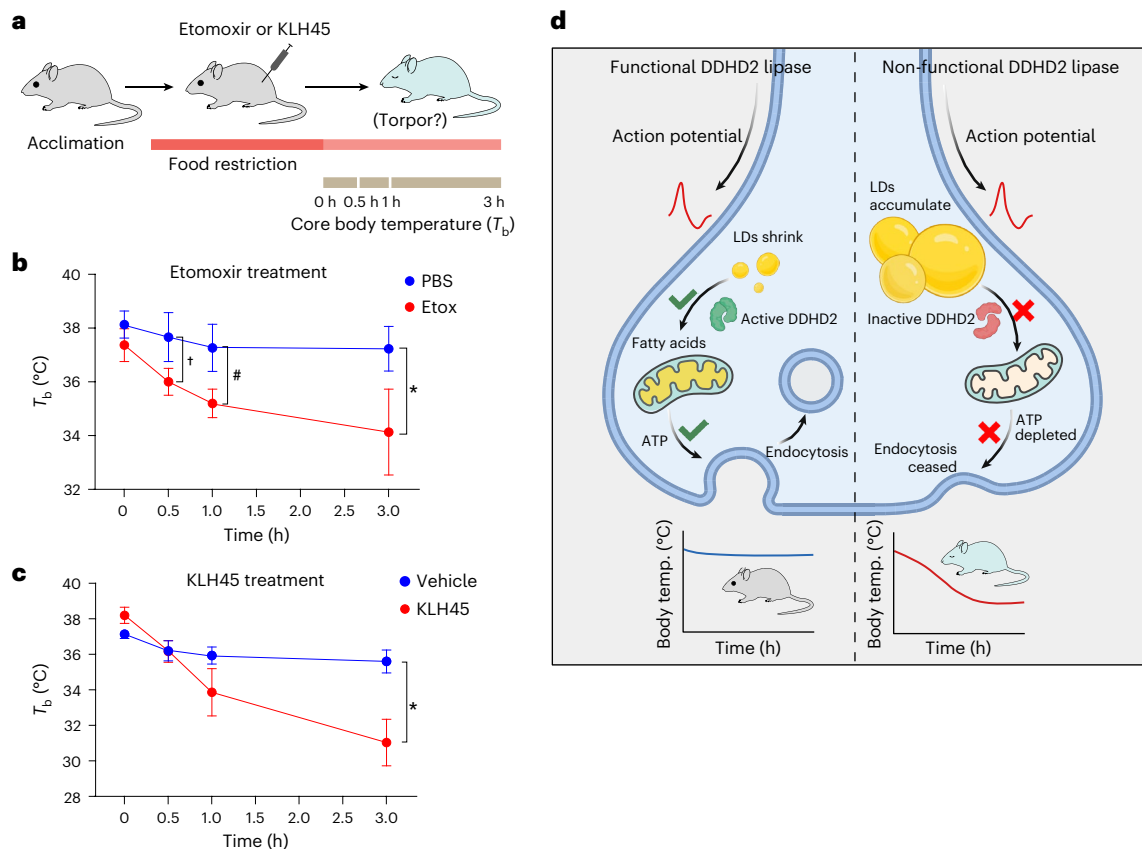 a
Etomoxir or KLH45
(Torpor?)
Acclimation
Food restriction
0 h 0.5 h 1 h 3 h
Core body temperature (Tb)
b
Etomoxir treatment
PBS
Etox
40
38
36
34
32
Tb (°C)
†
#
*
0 0.5 1.0 1.5 2.0 2.5 3.0
Time (h)
c
KLH45 treatment
Vehicle
KLH45
40
38
36
34
32
30
28
Tb (°C)
*
0 0.5 1.0 1.5 2.0 2.5 3.0
Time (h)
d
Functional DDHD2 lipase
Non-functional DDHD2 lipase
Action potential
Action potential
LDs
accumulate
LDs shrink
Active DDHD2
Inactive DDHD2
Fatty acids
ATP
Endocytosis
ATP
depleted
Endocytosis
ceased
Body temp. (°C)
Time (h)
Body temp. (°C)
Time (h)